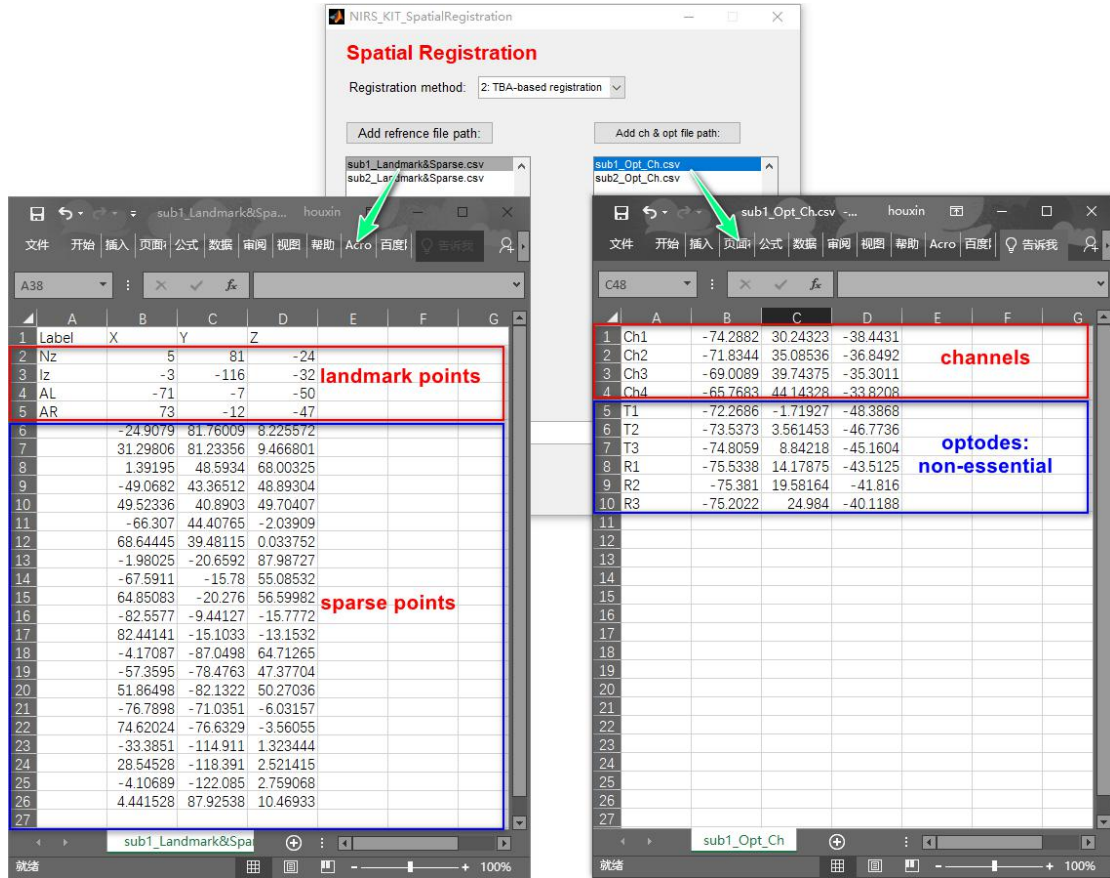 NIRS_KIT_SpatialRegistration
Spatial Registration
Registration method: 2: TBA-based registration
Add refrence file path:
Add ch & opt file path:
sub1_Landmark&Sparse.csv
sub2_Landmark&Sparse.csv
sub1_Opt_Ch.csv
sub2_Opt_Ch.csv
sub1_Landmark&Spa... houxin
文件 开始 插入 页面 公式 数据 审阅 视图 帮助 Acro 百度 告诉我
A38 fx
A B C D E F G
1 Label X Y Z
2 Nz 5 81 -24
3 Iz -3 -116 -32
4 AL -71 -7 -50
5 AR 73 -12 -47
landmark points
6 -24.9079 81.76009 8.225572
7 31.29806 81.23356 9.466801
8 1.39195 48.5934 68.00325
9 -49.0682 43.36512 48.89304
10 49.52336 40.8903 49.70407
11 -66.307 44.40765 -2.03909
12 68.64445 39.48115 0.033752
13 -1.98025 -20.6592 87.98727
14 -67.5911 -15.78 55.08532
15 64.85083 -20.276 56.59982
16 -82.5577 -9.44127 -15.7772
17 82.44141 -15.1033 -13.1532
18 -4.17087 -87.0498 64.71265
19 -57.3595 -78.4763 47.37704
20 51.86498 -82.1322 50.27036
21 -76.7898 -71.0351 -6.03157
22 74.62024 -76.6329 -3.56055
23 -33.3851 -114.911 1.323444
24 28.54528 -118.391 2.521415
25 -4.10689 -122.085 2.759068
26 4.441528 87.92538 10.46933
27
sparse points
sub1_Landmark&Spa
就绪 100%
sub1_Opt_Ch.csv -... houxin
文件 开始 插入 页面 公式 数据 审阅 视图 帮助 Acro 百度 告诉我
C48 fx
A B C D E F G
1 Ch1 -74.2882 30.24323 -38.4431
2 Ch2 -71.8344 35.08536 -36.8492
3 Ch3 -69.0089 39.74375 -35.3011
4 Ch4 -65.7683 44.14328 -33.8208
channels
5 T1 -72.2686 -1.71927 -48.3868
6 T2 -73.5373 3.561453 -46.7736
7 T3 -74.8059 8.84218 -45.1604
8 R1 -75.5338 14.17875 -43.5125
9 R2 -75.381 19.58164 -41.816
10 R3 -75.2022 24.984 -40.1188
optodes:
non-essential
11
12
13
14
15
16
17
18
19
20
21
22
23
24
25
26
27
sub1_Opt_Ch
就绪 100%